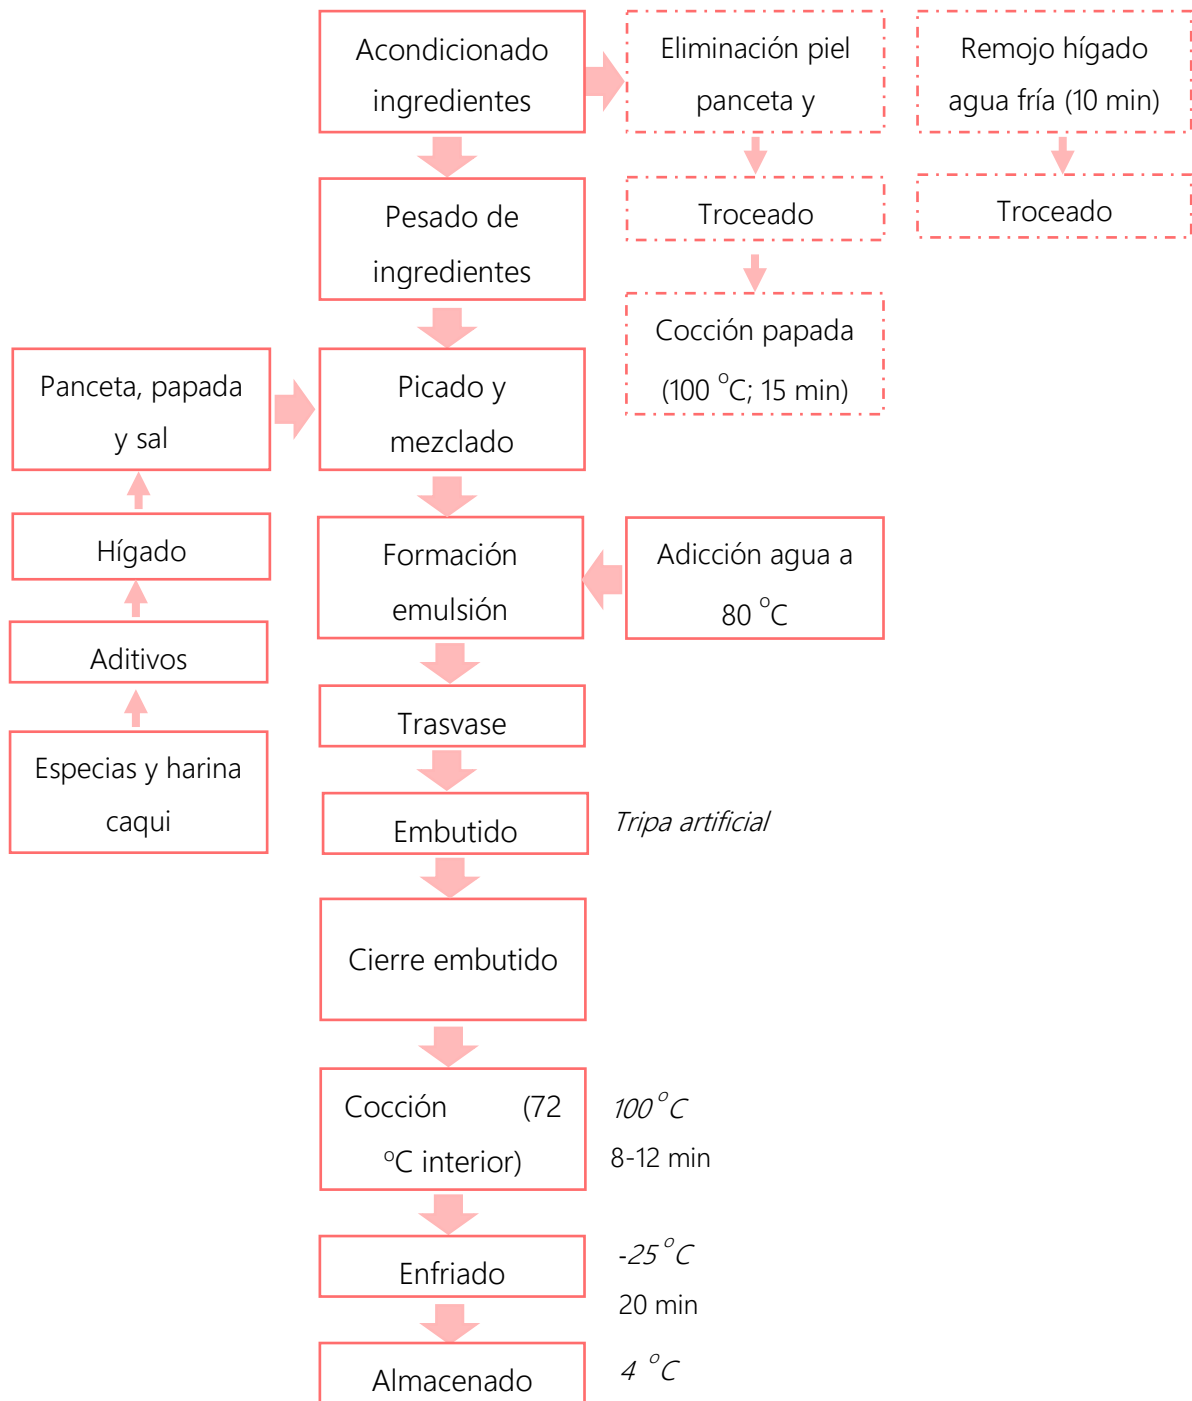 Acondicionado
ingredientes
Eliminación piel
panceta y
Remojo hígado
agua fría (10 min)
Pesado de
ingredientes
Troceado
Troceado
Cocción papada
(100 °C; 15 min)
Panceta, papada
y sal
Picado y
mezclado
Hígado
Formación
emulsión
Adicción agua a
80 °C
Aditivos
Trasvase
Especias y harina
caqui
Embutido
Tripa artificial
Cierre embutido
Cocción (72
°C interior)
100°C
8-12 min
Enfriado
-25°C
20 min
Almacenado
4 °C